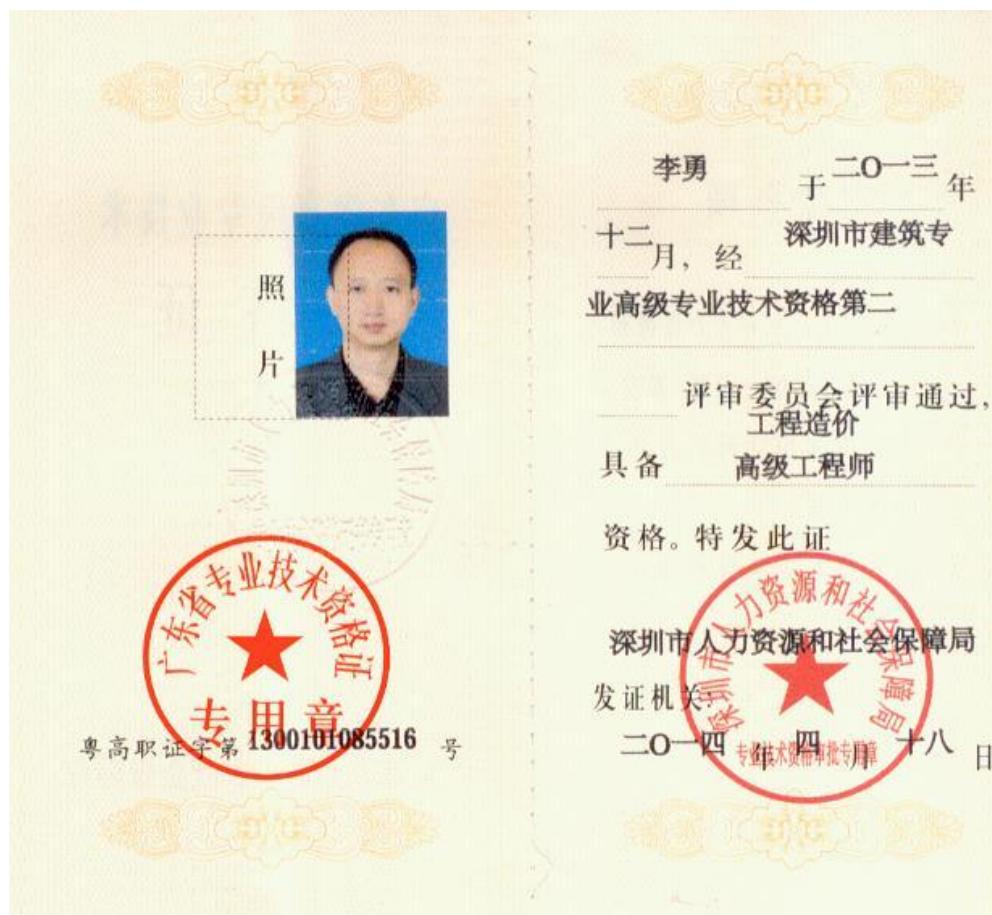 照
片
广东省专业技术资格证
专用章
粤高职证字第 1300101085516 号
李勇 于 二〇一三 年
十二月，经 深圳市建筑专
业高级专业技术资格第二
评审委员会评审通过，
工程造价
具备 高级工程师
资格。特发此证
深圳市人力资源和社会保障局
深圳市人力资源和社会保障局
发证机关：
二〇一四 年 四 月 十八 日
专业技术资格审批专用章